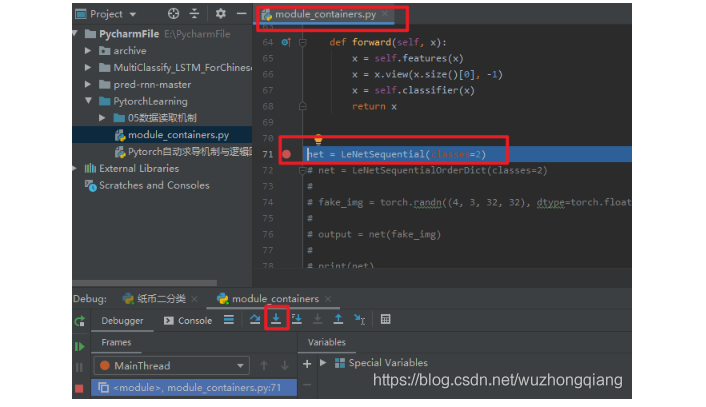 Project
module_containers.py
PycharmFile E:\PycharmFile
archive
MultiClassify_LSTM_ForChinese
pred-rnn-master
PytorchLearning
05数据读取机制
module_containers.py
Pytorch自动求导机制与逻辑
External Libraries
Scratches and Consoles
64 def forward(self, x):
65 x = self.features(x)
66 x = x.view(x.size()[0], -1)
67 x = self.classifier(x)
68 return x
69
70
71 net = LeNetSequential(classes=2)
72 # net = LeNetSequentialOrderDict(classes=2)
73 #
74 # fake_img = torch.randn((4, 3, 32, 32), dtype=torch.float
75 #
76 # output = net(fake_img)
77 #
78 # print(net)
Debug: 纸币二分类 module_containers
Debugger Console
Frames Variables
MainThread Special Variables
<module>, module_containers.py:71
https://blog.csdn.net/wuzhongqiang